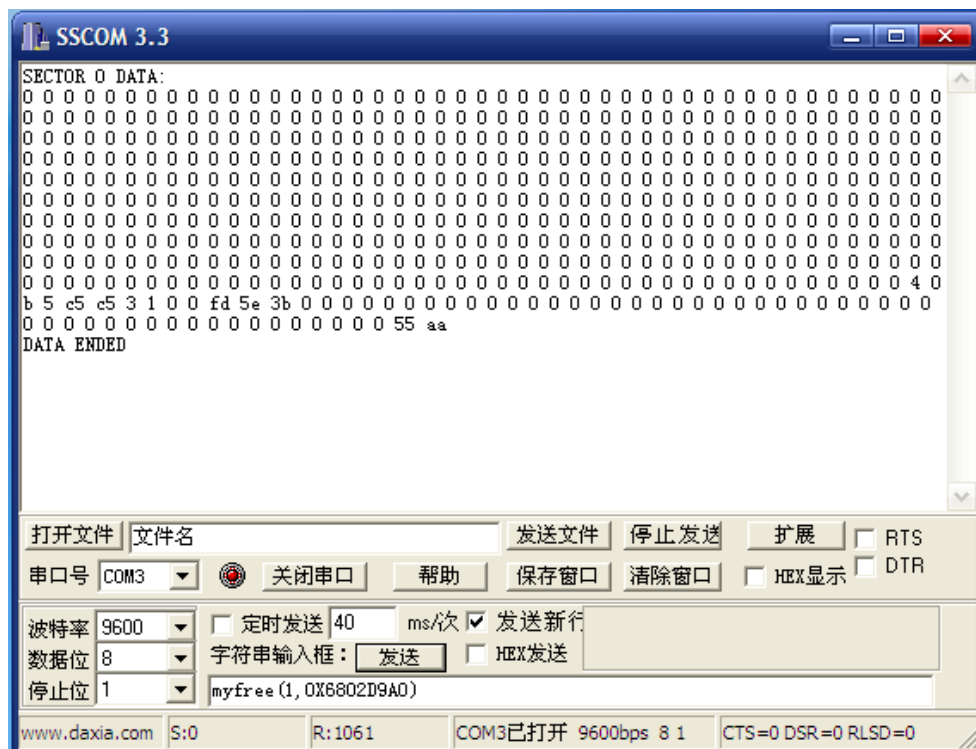 SSCOM 3.3
SECTOR 0 DATA:
0 0 0 0 0 0 0 0 0 0 0 0 0 0 0 0 0 0 0 0 0 0 0 0 0 0 0 0 0 0 0 0 0 0 0 0 0 0 0 0 0 0 0 0 0
0 0 0 0 0 0 0 0 0 0 0 0 0 0 0 0 0 0 0 0 0 0 0 0 0 0 0 0 0 0 0 0 0 0 0 0 0 0 0 0 0 0 0 0 0
0 0 0 0 0 0 0 0 0 0 0 0 0 0 0 0 0 0 0 0 0 0 0 0 0 0 0 0 0 0 0 0 0 0 0 0 0 0 0 0 0 0 0 0 0
0 0 0 0 0 0 0 0 0 0 0 0 0 0 0 0 0 0 0 0 0 0 0 0 0 0 0 0 0 0 0 0 0 0 0 0 0 0 0 0 0 0 0 0 0
0 0 0 0 0 0 0 0 0 0 0 0 0 0 0 0 0 0 0 0 0 0 0 0 0 0 0 0 0 0 0 0 0 0 0 0 0 0 0 0 0 0 0 0 0
0 0 0 0 0 0 0 0 0 0 0 0 0 0 0 0 0 0 0 0 0 0 0 0 0 0 0 0 0 0 0 0 0 0 0 0 0 0 0 0 0 0 0 0 0
0 0 0 0 0 0 0 0 0 0 0 0 0 0 0 0 0 0 0 0 0 0 0 0 0 0 0 0 0 0 0 0 0 0 0 0 0 0 0 0 0 0 0 0 0
0 0 0 0 0 0 0 0 0 0 0 0 0 0 0 0 0 0 0 0 0 0 0 0 0 0 0 0 0 0 0 0 0 0 0 0 0 0 0 0 0 0 0 0 0
0 0 0 0 0 0 0 0 0 0 0 0 0 0 0 0 0 0 0 0 0 0 0 0 0 0 0 0 0 0 0 0 0 0 0 0 0 0 0 0 0 0 0 0 0
0 0 0 0 0 0 0 0 0 0 0 0 0 0 0 0 0 0 0 0 0 0 0 0 0 0 0 0 0 0 0 0 0 0 0 0 0 0 0 0 0 0 0 4 0
b 5 c5 c5 3 1 0 0 fd 5e 3b 0 0 0 0 0 0 0 0 0 0 0 0 0 0 0 0 0 0 0 0 0 0 0 0 0 0 0 0 0 0 0
0 0 0 0 0 0 0 0 0 0 0 0 0 0 0 0 0 0 55 aa
DATA ENDED
打开文件 文件名 发送文件 停止发送 扩展 RTS
串口号 COM3 关闭串口 帮助 保存窗口 清除窗口 HEX显示 DTR
波特率 9600 定时发送 40 ms/次 发送新行
数据位 8 字符串输入框： 发送 HEX发送
停止位 1 myfree(1,0X6802D9A0)
www.daxia.com S:0 R:1061 COM3已打开 9600bps 8 1 CTS=0 DSR=0 RLSD=0